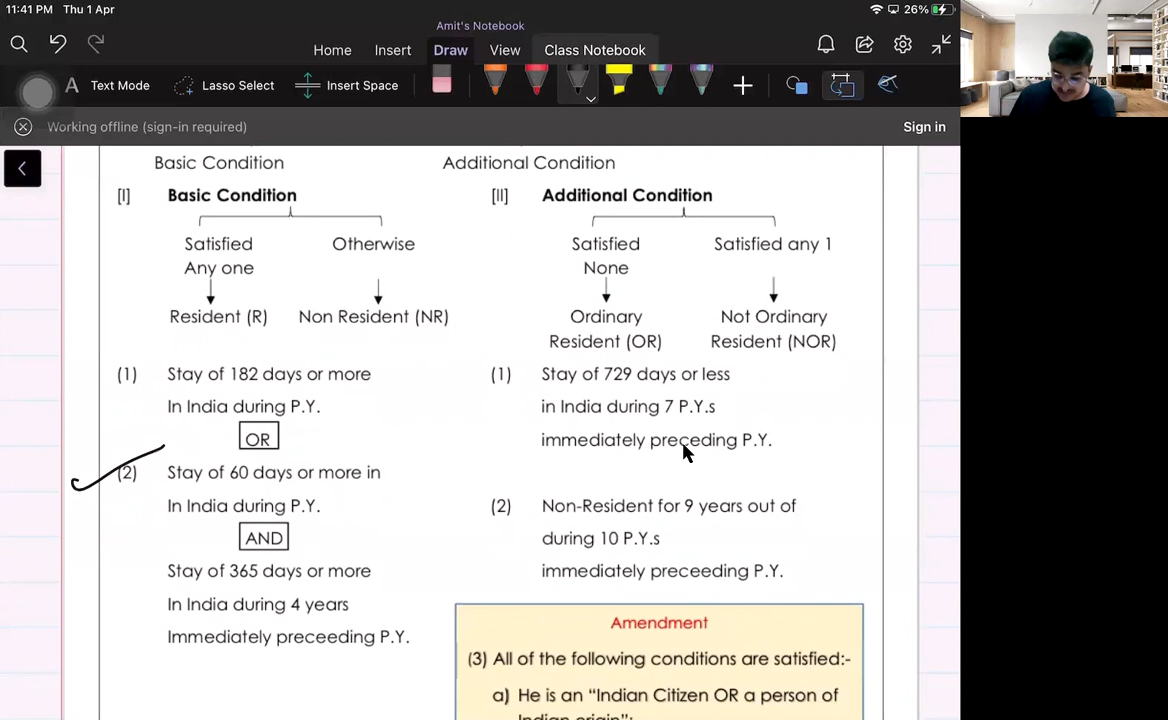 11:41 PM Thu 1 Apr
26%
Amit's Notebook
Home Insert Draw View Class Notebook
A Text Mode Lasso Select Insert Space
Working offline (sign-in required) Sign in
Basic Condition Additional Condition
[I] Basic Condition
Satisfied Otherwise
Any one
Resident (R) Non Resident (NR)
(1) Stay of 182 days or more
In India during P.Y.
OR
(2) Stay of 60 days or more in
In India during P.Y.
AND
Stay of 365 days or more
In India during 4 years
Immediately preceeding P.Y.
[II] Additional Condition
Satisfied Satisfied any 1
None
Ordinary Not Ordinary
Resident (OR) Resident (NOR)
(1) Stay of 729 days or less
in India during 7 P.Y.s
immediately preceding P.Y.
(2) Non-Resident for 9 years out of
during 10 P.Y.s
immediately preceeding P.Y.
Amendment
(3) All of the following conditions are satisfied:-
a) He is an “Indian Citizen OR a person of
Indian origin”;